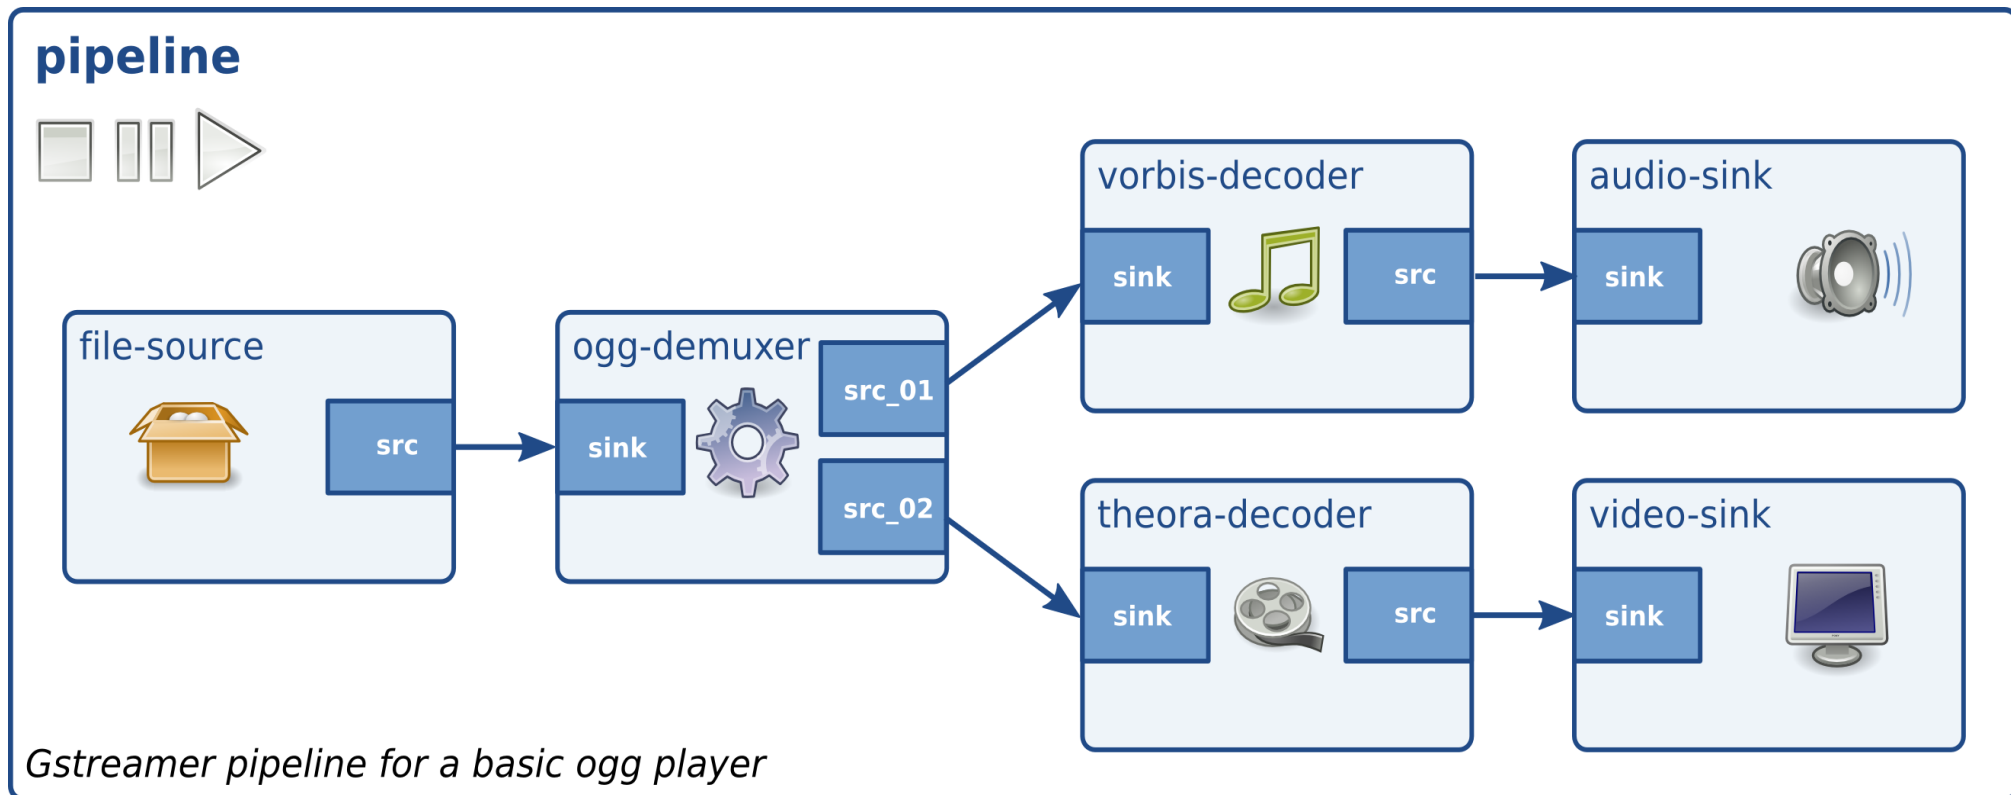 pipeline
file-source
src
ogg-demuxer
sink
src_01
src_02
vorbis-decoder
sink
src
audio-sink
sink
theora-decoder
sink
src
video-sink
sink
Gstreamer pipeline for a basic ogg player